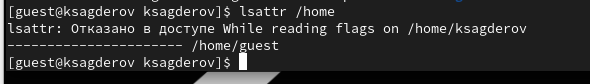 [guest@ksagderov ksagderov]$ lsattr /home
lsattr: Отказано в доступе While reading flags on /home/ksagderov
---------------------- /home/guest
[guest@ksagderov ksagderov]$